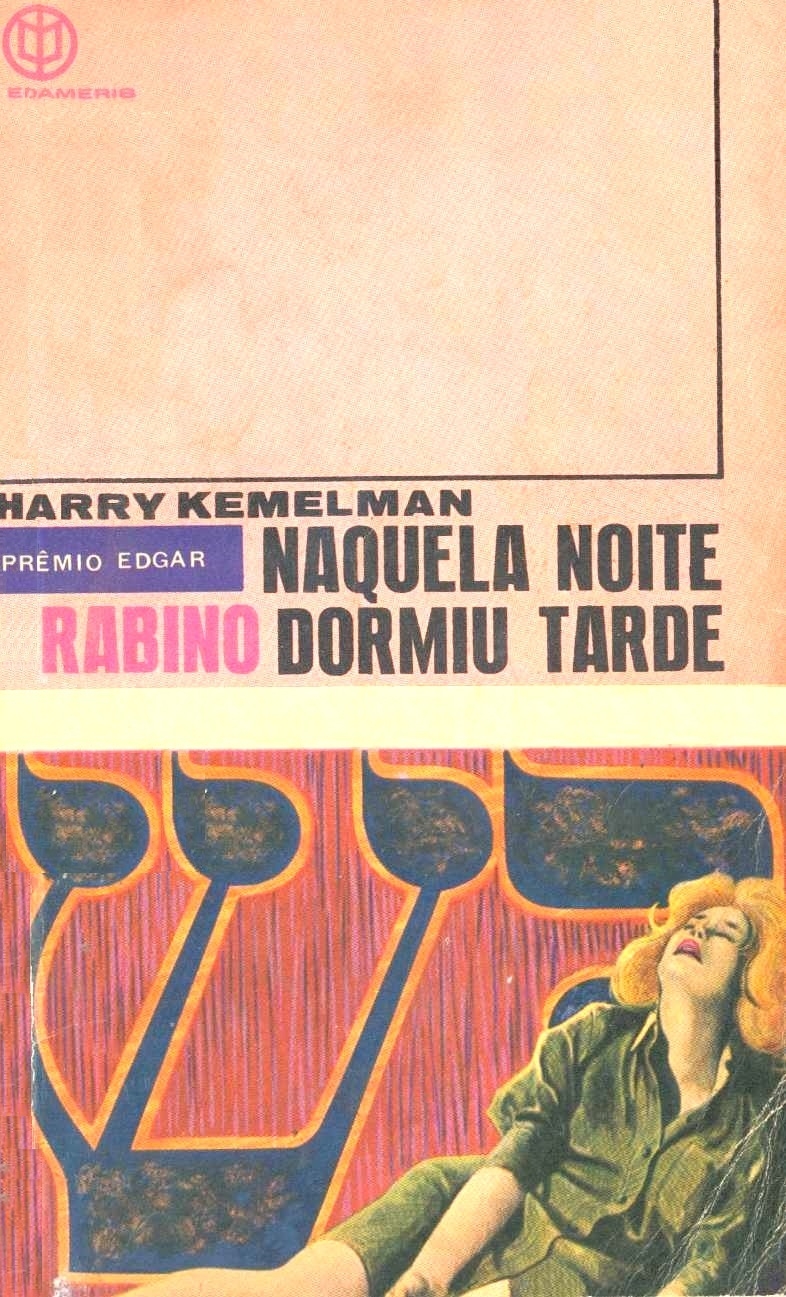 EDAMERIS
HARRY KEMELMAN
PRÊMIO EDGAR
NAQUELA NOITE
RABINO DORMIU TARDE
ש